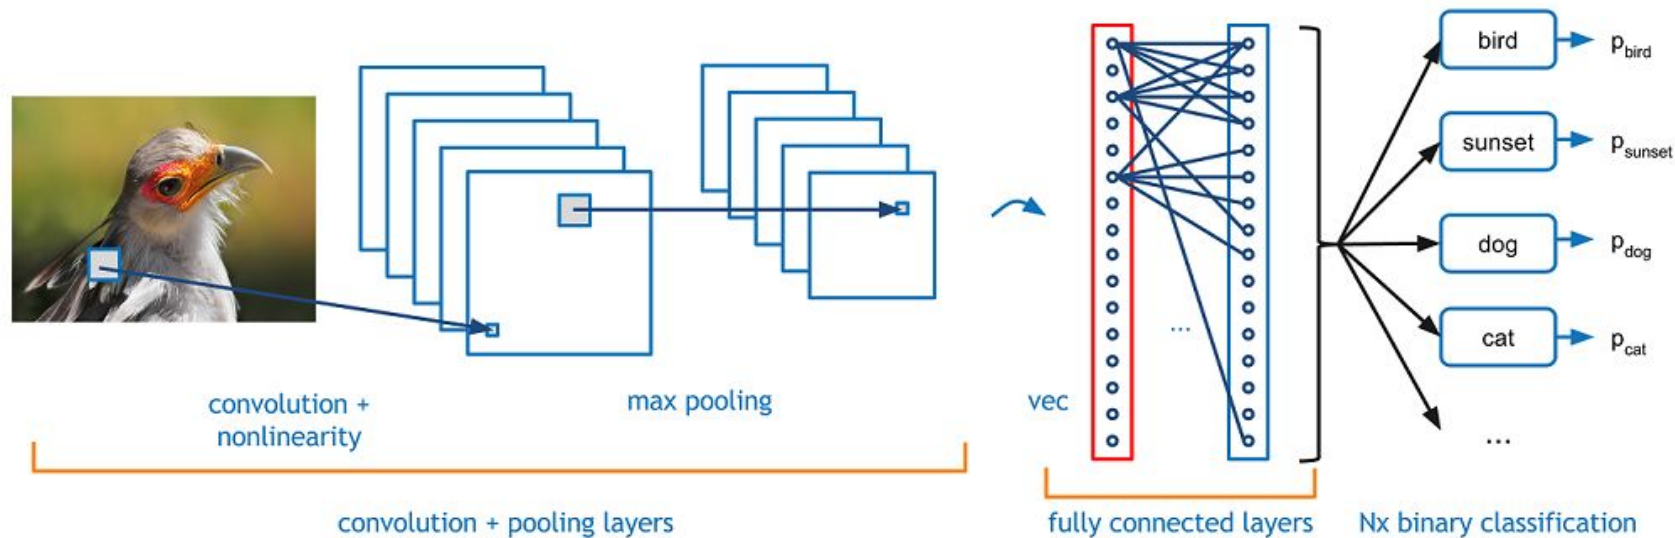 convolution +
nonlinearity
max pooling
vec
...
bird
p_bird
sunset
p_sunset
dog
p_dog
cat
p_cat
...
convolution + pooling layers
fully connected layers
Nx binary classification